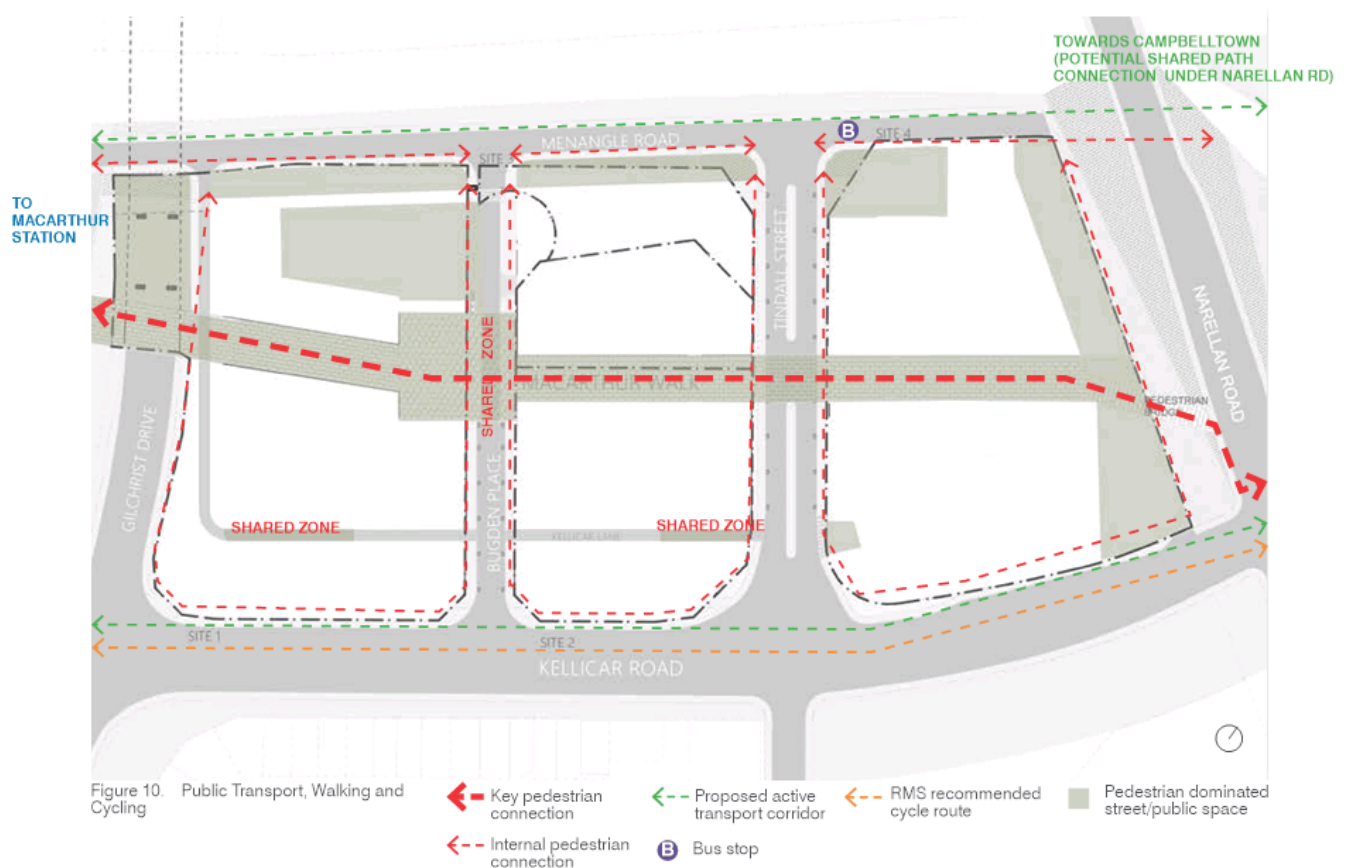 TOWARDS CAMPBELLTOWN
(POTENTIAL SHARED PATH
CONNECTION UNDER NARELLAN RD)
MENANGLE ROAD
B
SITE 4
SITE 3
TO
MACARTHUR
STATION
TINDALL STREET
NARELLAN ROAD
SHARED ZONE
MACARTHUR WALK
PEDESTRIAN
BRIDGE
GILCHRIST DRIVE
BUGDEN PLACE
SHARED ZONE
KELLICAR LANE
SHARED ZONE
SITE 1
SITE 2
KELLICAR ROAD
Figure 10. Public Transport, Walking and
Cycling
Key pedestrian
connection
Proposed active
transport corridor
RMS recommended
cycle route
Pedestrian dominated
street/public space
Internal pedestrian
connection
B Bus stop